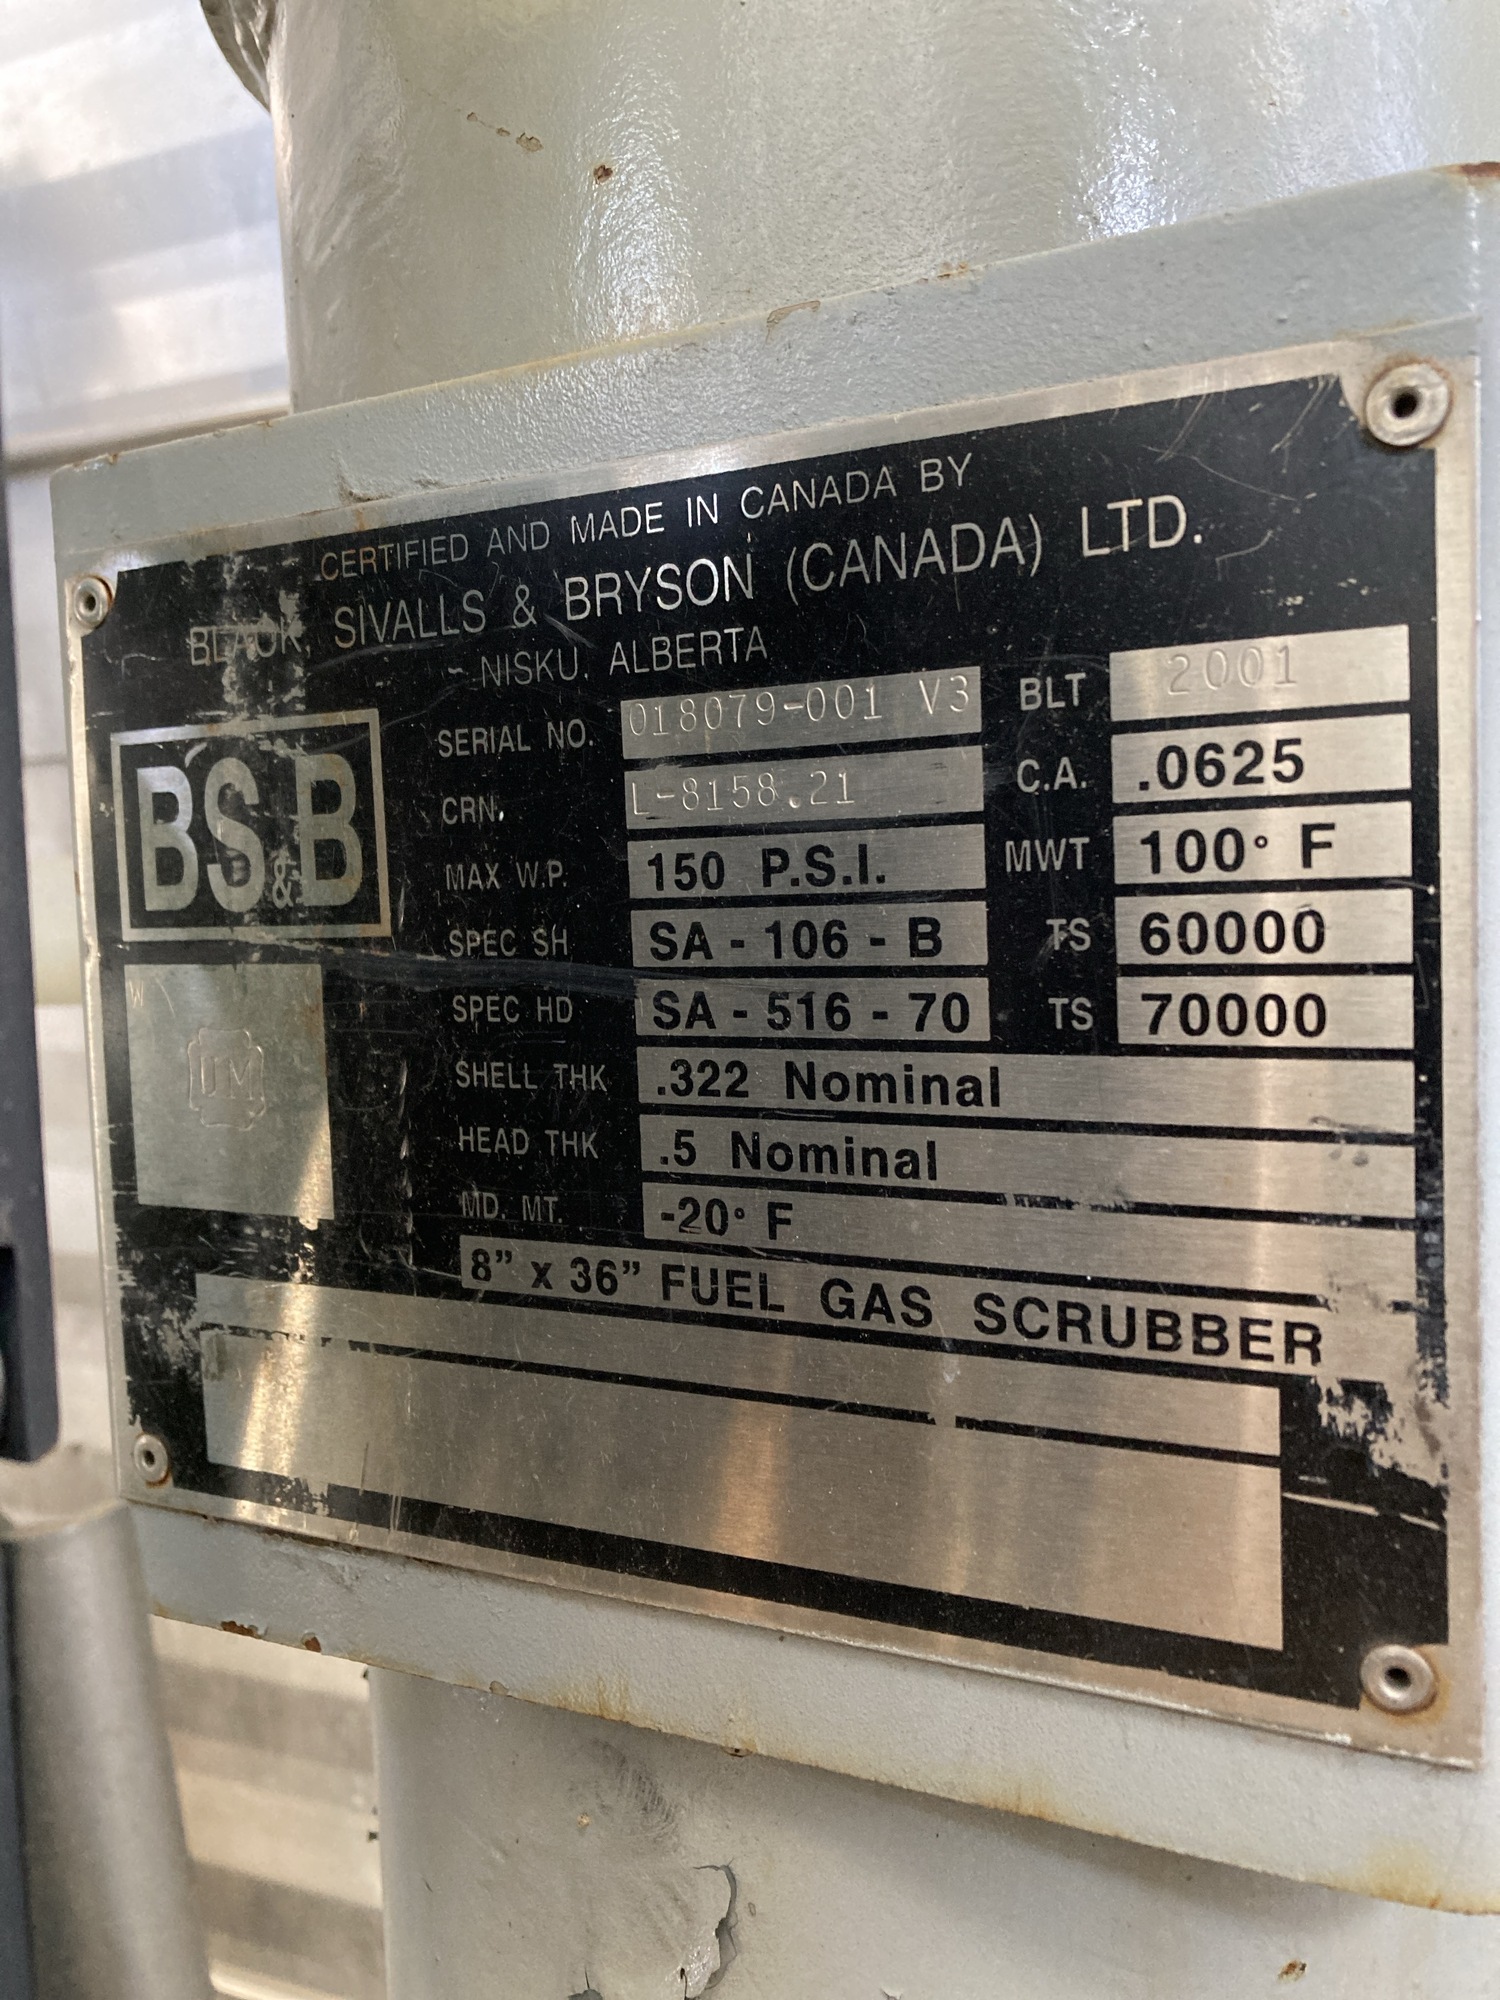 CERTIFIED AND MADE IN CANADA BY
BLACK, SIVALLS & BRYSON (CANADA) LTD.
NISKU, ALBERTA
BS&B
W
UM
SERIAL NO. 018079-001 V3 BLT 2001
CRN. L-8158.21 C.A. .0625
MAX W.P. 150 P.S.I. MWT 100° F
SPEC SH SA - 106 - B TS 60000
SPEC HD SA - 516 - 70 TS 70000
SHELL THK .322 Nominal
HEAD THK .5 Nominal
MD. MT. -20° F
8" x 36" FUEL GAS SCRUBBER